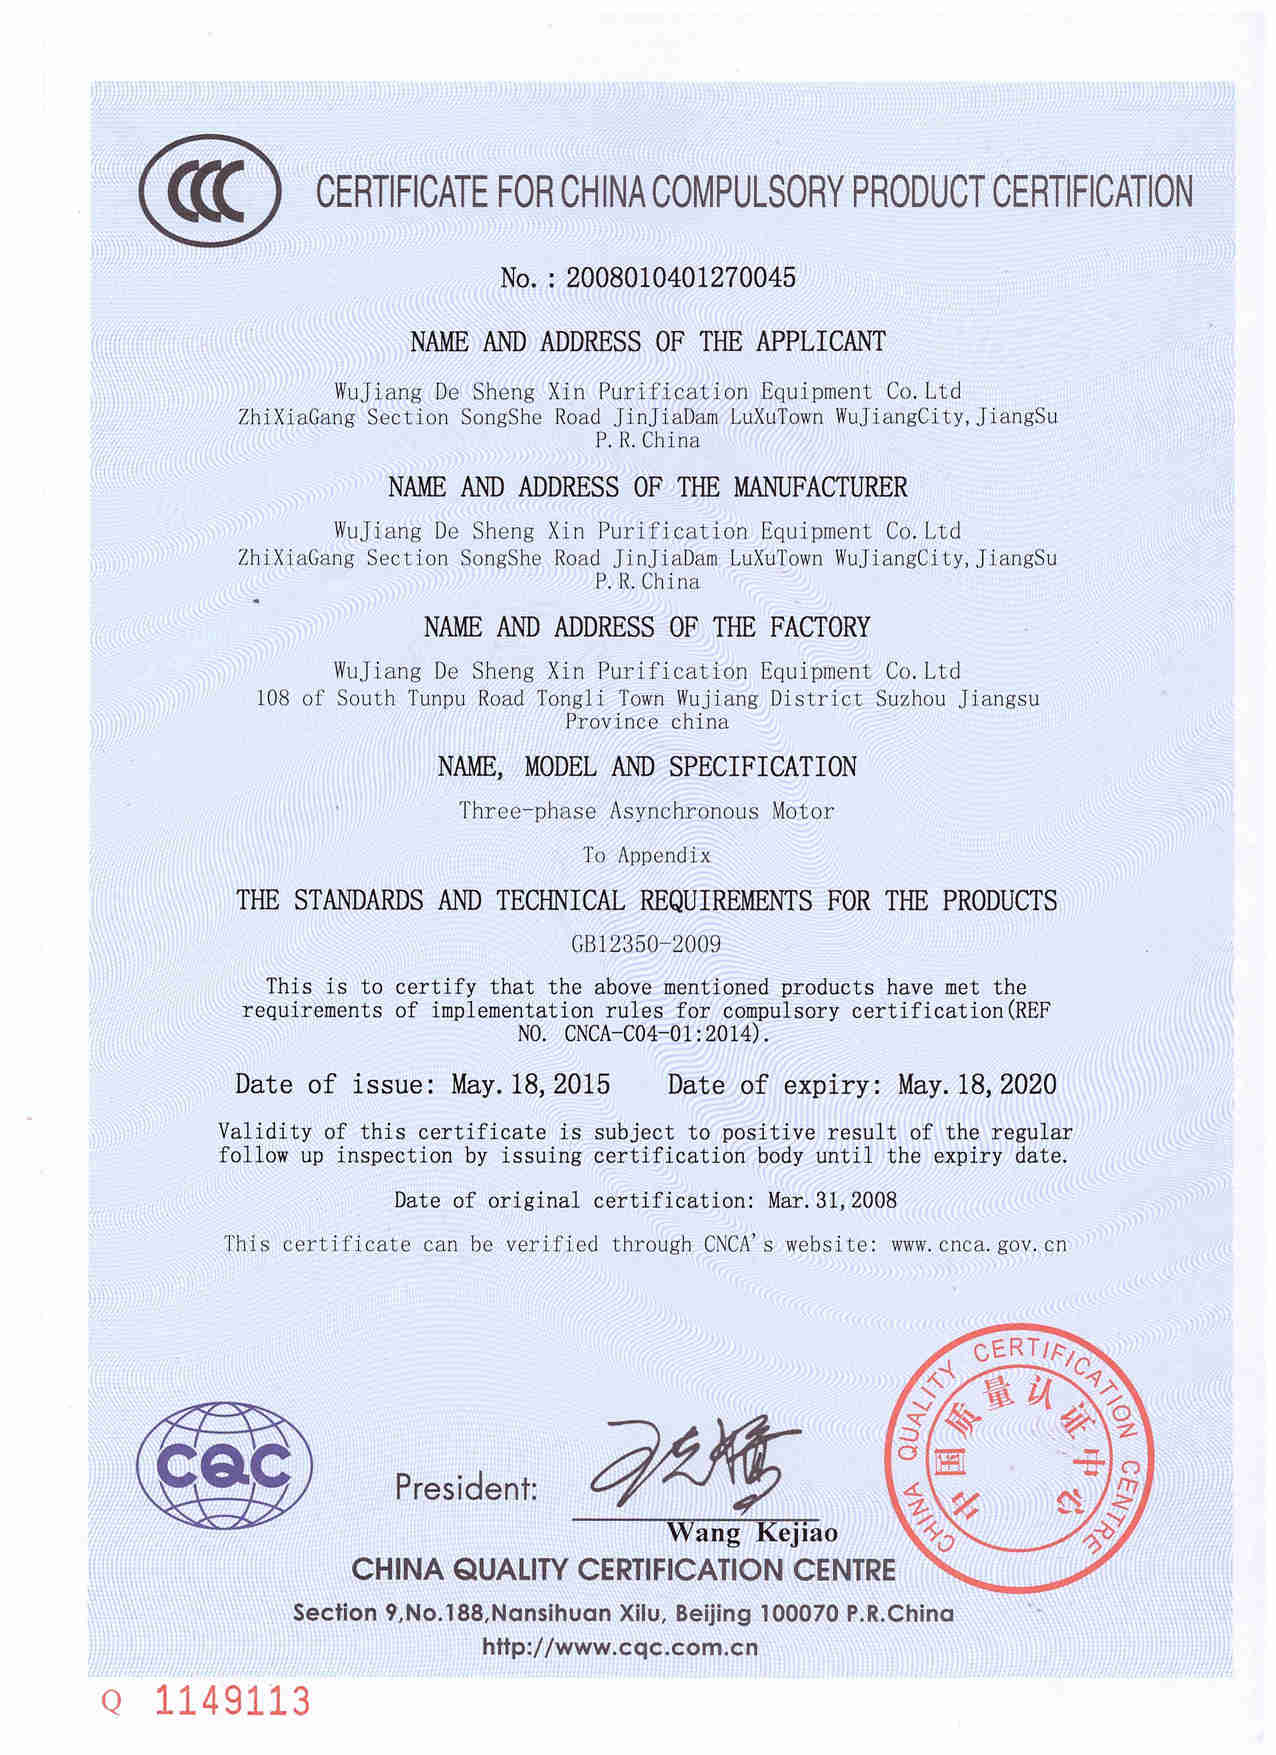 CCC
CERTIFICATE FOR CHINA COMPULSORY PRODUCT CERTIFICATION
No. : 2008010401270045
NAME AND ADDRESS OF THE APPLICANT
WuJiang De Sheng Xin Purification Equipment Co.Ltd
ZhiXiaGang Section SongShe Road JinJiaDam LuXuTown WuJiangCity,JiangSu
P.R.China
NAME AND ADDRESS OF THE MANUFACTURER
WuJiang De Sheng Xin Purification Equipment Co.Ltd
ZhiXiaGang Section SongShe Road JinJiaDam LuXuTown WuJiangCity,JiangSu
P.R.China
NAME AND ADDRESS OF THE FACTORY
WuJiang De Sheng Xin Purification Equipment Co.Ltd
108 of South Tunpu Road Tongli Town Wujiang District Suzhou Jiangsu
Province china
NAME, MODEL AND SPECIFICATION
Three-phase Asynchronous Motor
To Appendix
THE STANDARDS AND TECHNICAL REQUIREMENTS FOR THE PRODUCTS
GB12350-2009
This is to certify that the above mentioned products have met the
requirements of implementation rules for compulsory certification(REF
NO. CNCA-C04-01:2014).
Date of issue: May.18,2015 Date of expiry: May.18,2020
Validity of this certificate is subject to positive result of the regular
follow up inspection by issuing certification body until the expiry date.
Date of original certification: Mar.31,2008
This certificate can be verified through CNCA's website: www.cnca.gov.cn
CHINA QUALITY CERTIFICATION CENTRE
中国质量认证中心
CQC
President:
王克娇
Wang Kejiao
CHINA QUALITY CERTIFICATION CENTRE
Section 9,No.188,Nansihuan Xilu, Beijing 100070 P.R.China
http://www.cqc.com.cn
Q 1149113